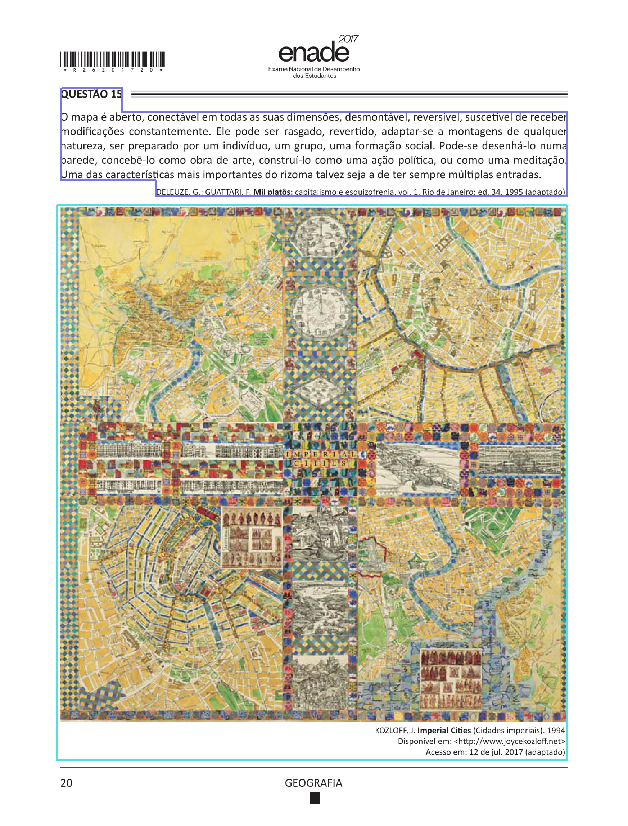 *R26201720*
2017
enade
Exame Nacional de Desempenho
dos Estudantes
QUESTÃO 15
O mapa é aberto, conectável em todas as suas dimensões, desmontável, reversível, suscetível de receber
modificações constantemente. Ele pode ser rasgado, revertido, adaptar-se a montagens de qualquer
natureza, ser preparado por um indivíduo, um grupo, uma formação social. Pode-se desenhá-lo numa
parede, concebê-lo como obra de arte, construí-lo como uma ação política, ou como uma meditação.
Uma das características mais importantes do rizoma talvez seja a de ter sempre múltiplas entradas.
DELEUZE, G.; GUATTARI, F. Mil platôs: capitalismo e esquizofrenia, vol. 1. Rio de Janeiro: ed. 34, 1995 (adaptado).
IMPERIAL
CITIES
KOZLOFF, J. Imperial Cities (Cidades imperiais). 1994
Disponível em: <http://www.joycekozloff.net>
Acesso em: 12 de jul. 2017 (adaptado)
20
GEOGRAFIA